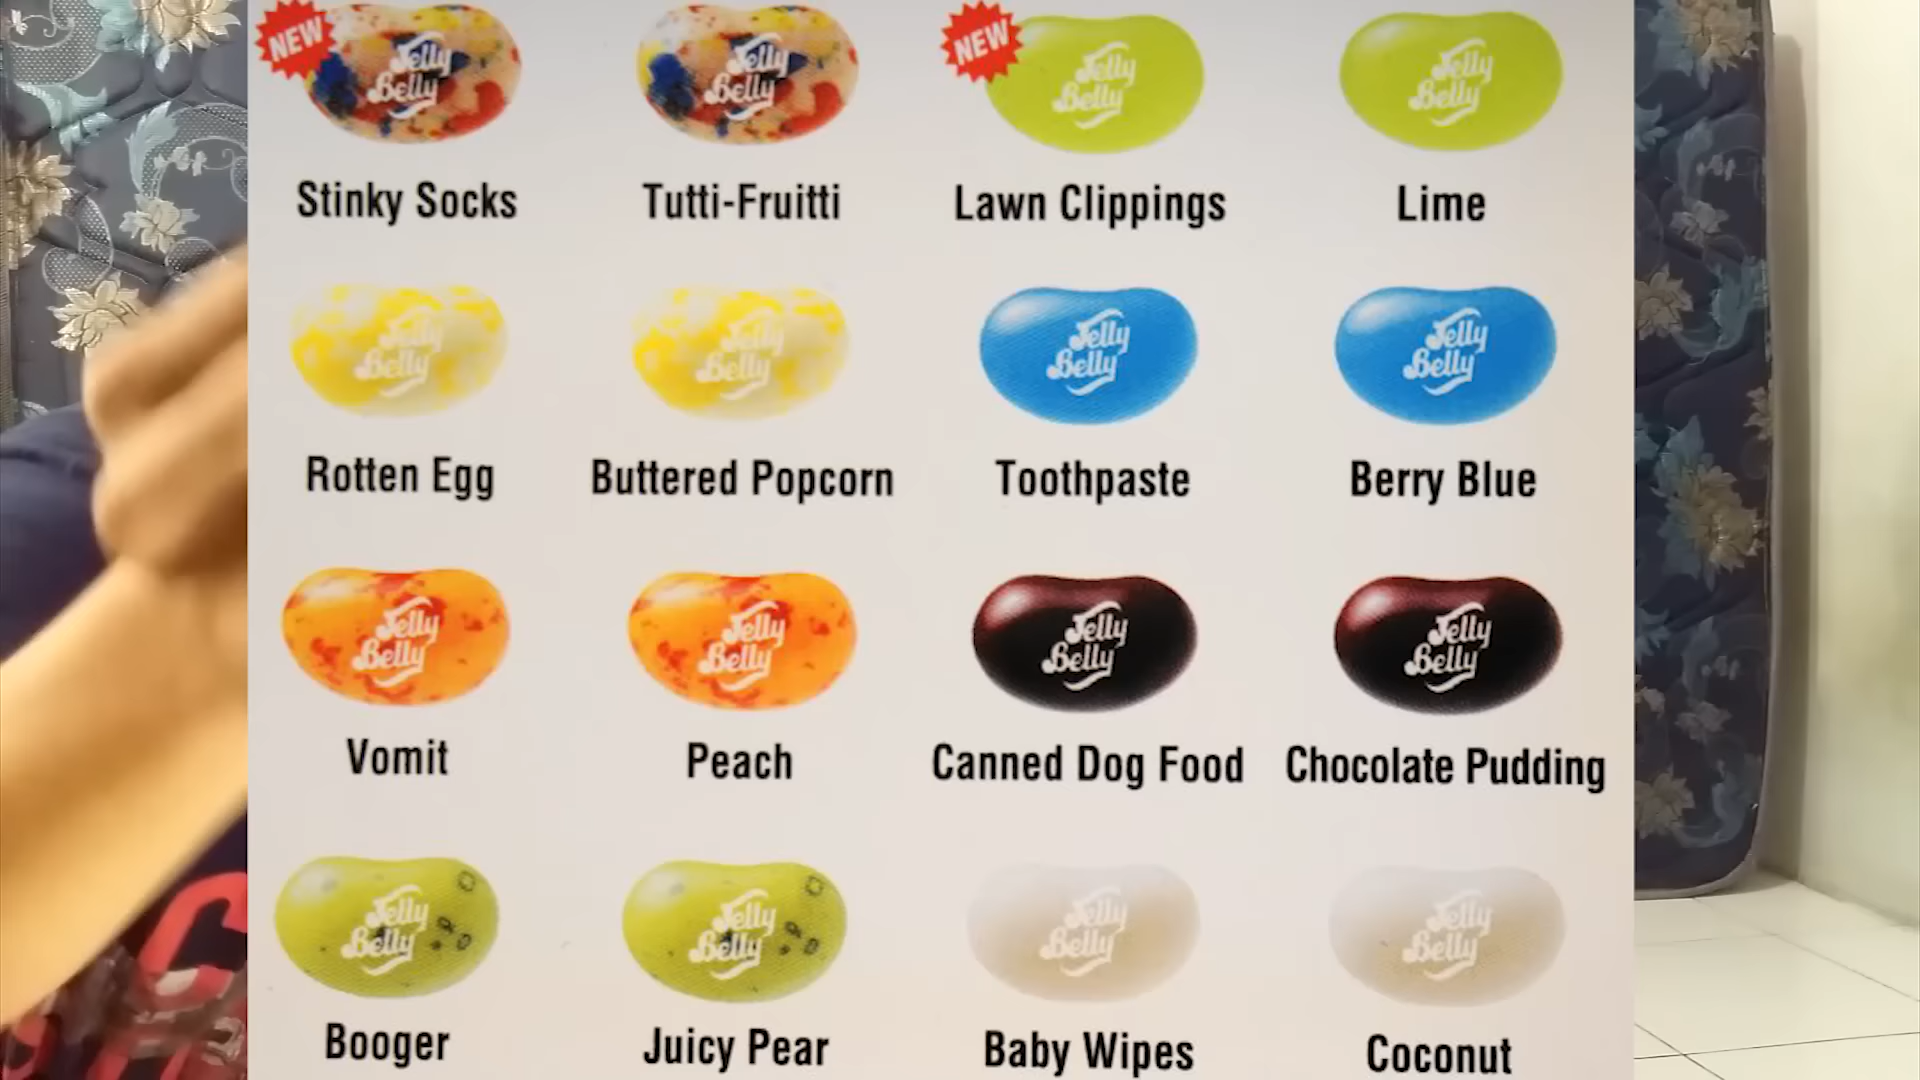 NEW
Jelly Belly
Jelly Belly
NEW
Jelly Belly
Jelly Belly
Stinky Socks
Tutti-Fruitti
Lawn Clippings
Lime
Jelly Belly
Jelly Belly
Jelly Belly
Jelly Belly
Rotten Egg
Buttered Popcorn
Toothpaste
Berry Blue
Jelly Belly
Jelly Belly
Jelly Belly
Jelly Belly
Vomit
Peach
Canned Dog Food
Chocolate Pudding
Jelly Belly
Jelly Belly
Jelly Belly
Jelly Belly
Booger
Juicy Pear
Baby Wipes
Coconut